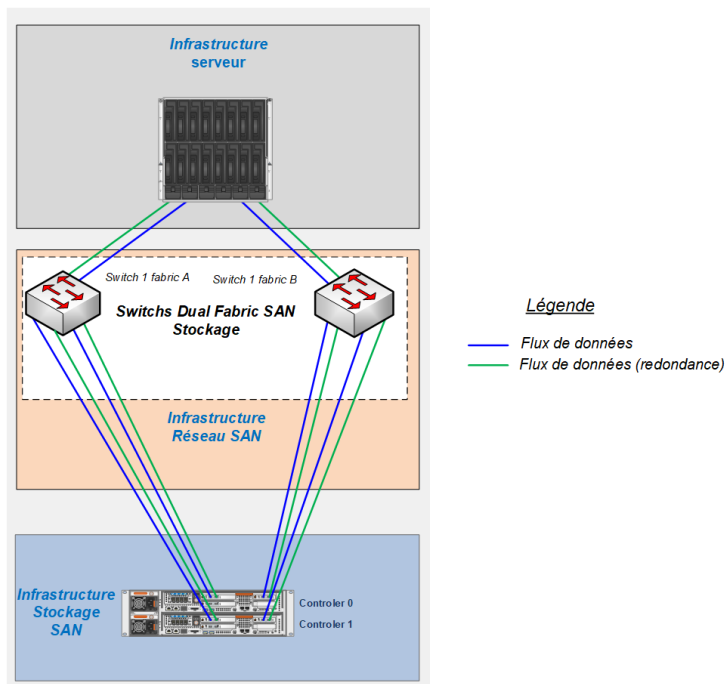 Infrastructure
serveur
Switch 1 fabric A
Switch 1 fabric B
Switchs Dual Fabric SAN
Stockage
Infrastructure
Réseau SAN
Infrastructure
Stockage
SAN
Controler 0
Controler 1
Légende
Flux de données
Flux de données (redondance)